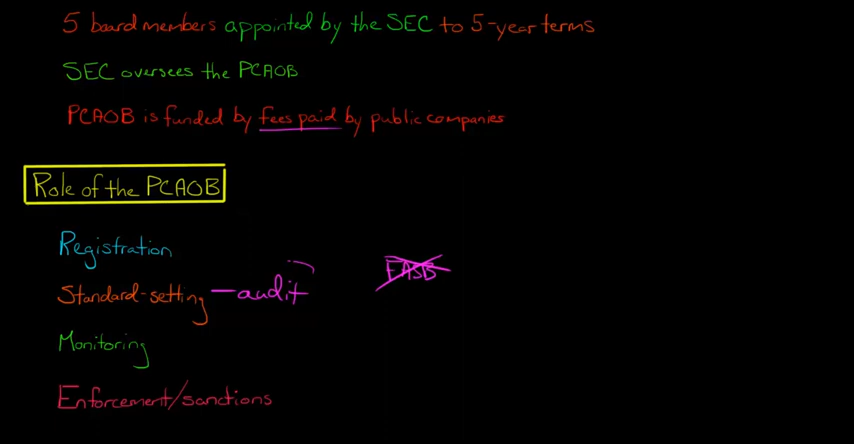 5 board members appointed by the SEC to 5-year terms
SEC oversees the PCAOB
PCAOB is funded by fees paid by public companies
Role of the PCAOB
Registration
Standard-setting - audit
FASB
Monitoring
Enforcement/sanctions